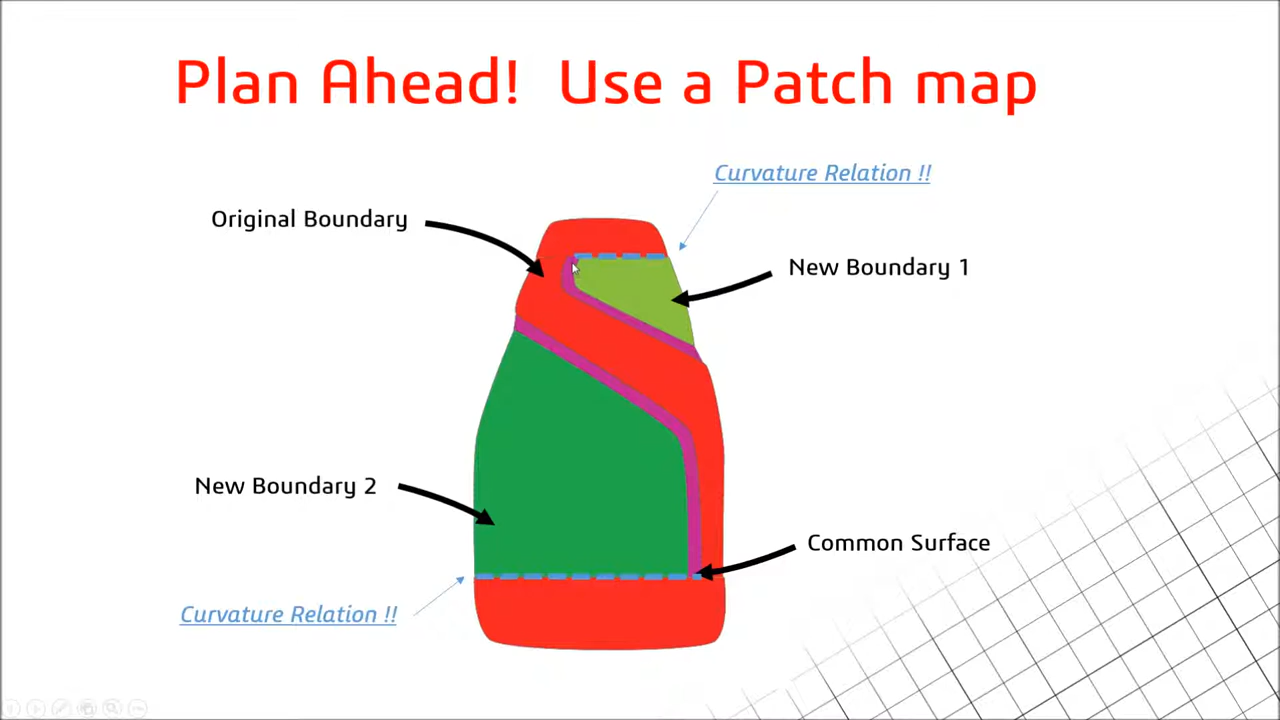 Plan Ahead!  Use a Patch map
Curvature Relation !!
Original Boundary
New Boundary 1
New Boundary 2
Common Surface
Curvature Relation !!